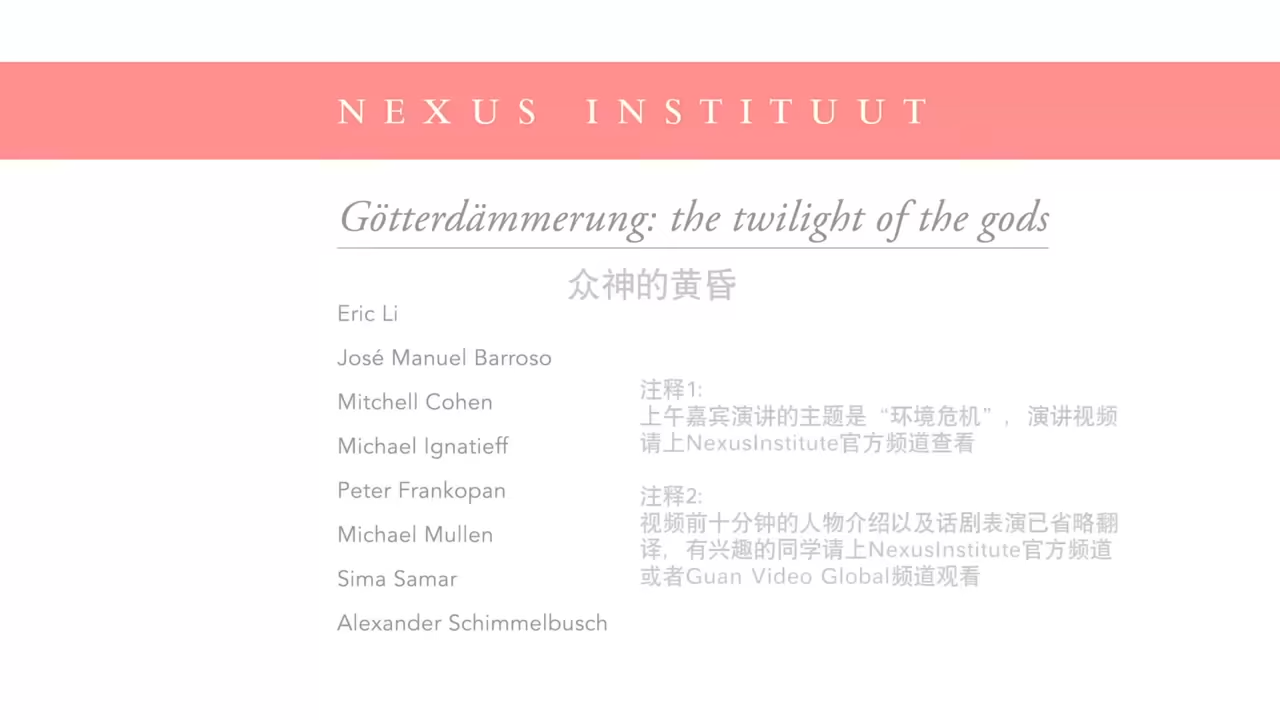 NEXUS INSTITUUT
Götterdämmerung: the twilight of the gods
众神的黄昏
Eric Li
José Manuel Barroso
Mitchell Cohen
Michael Ignatieff
Peter Frankopan
Michael Mullen
Sima Samar
Alexander Schimmelbusch
注释1:
上午嘉宾演讲的主题是“环境危机”，演讲视频
请上NexusInstitute官方频道查看
注释2:
视频前十分钟的人物介绍以及话剧表演已省略翻
译，有兴趣的同学请上NexusInstitute官方频道
或者Guan Video Global频道观看